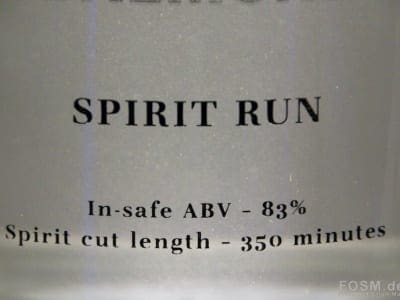 SPIRIT RUN
In-safe ABV – 83%
Spirit cut length – 350 minutes
FOSM.de